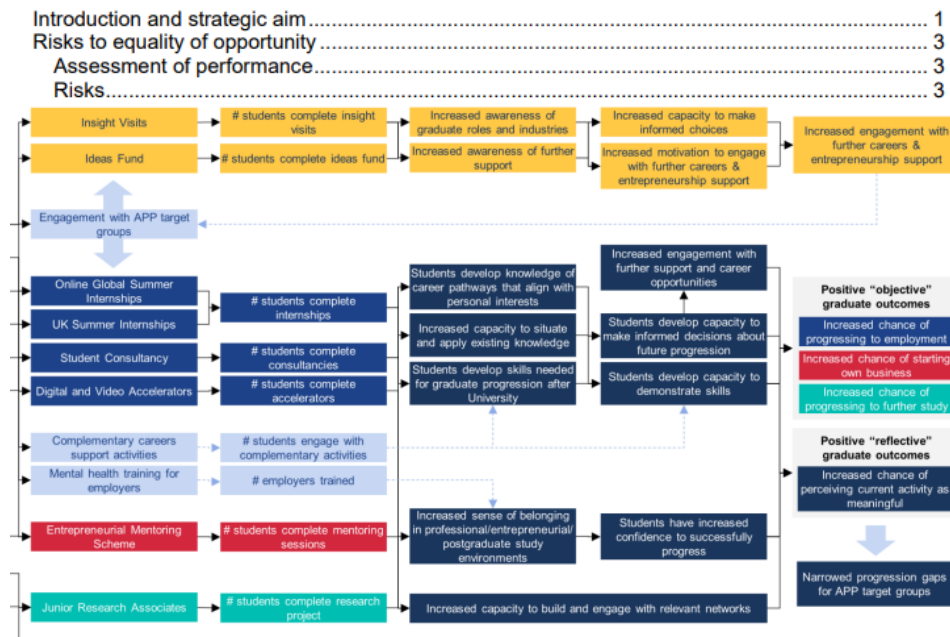 Introduction and strategic aim 1
Risks to equality of opportunity 3
Assessment of performance 3
Risks 3
Insight Visits
# students complete insight
visits
Increased awareness of
graduate roles and industries
Increased capacity to make
informed choices
Increased engagement with
further careers &
entrepreneurship support
Ideas Fund
# students complete ideas fund
Increased awareness of further
support
Increased motivation to engage
with further careers &
entrepreneurship support
Engagement with APP target
groups
Online Global Summer
Internships
UK Summer Internships
# students complete
internships
Students develop knowledge of
career pathways that align with
personal interests
Increased engagement with
further support and career
opportunities
Increased capacity to situate
and apply existing knowledge
Students develop capacity to
make informed decisions about
future progression
Student Consultancy
# students complete
consultancies
Digital and Video Accelerators
# students complete
accelerators
Students develop skills needed
for graduate progression after
University
Students develop capacity to
demonstrate skills
Positive “objective”
graduate outcomes
Increased chance of
progressing to employment
Increased chance of starting
own business
Increased chance of
progressing to further study
Complementary careers
support activities
# students engage with
complementary activities
Mental health training for
employers
# employers trained
Positive “reflective”
graduate outcomes
Increased chance of
perceiving current activity as
meaningful
Entrepreneurial Mentoring
Scheme
# students complete mentoring
sessions
Increased sense of belonging
in professional/entrepreneurial/
postgraduate study
environments
Students have increased
confidence to successfully
progress
Narrowed progression gaps
for APP target groups
Junior Research Associates
# students complete research
project
Increased capacity to build and engage with relevant networks